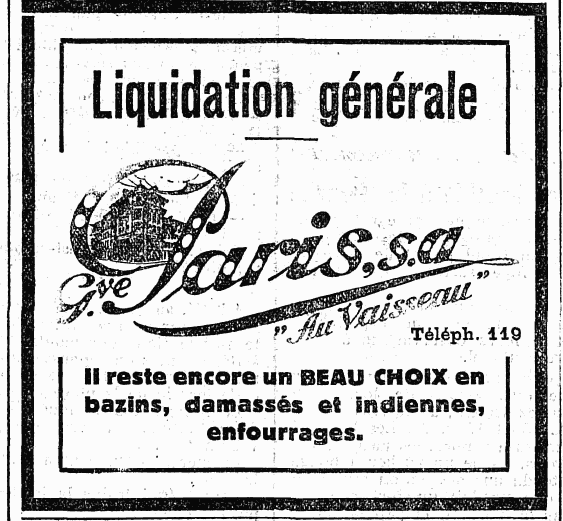 Liquidation générale
G.ve Paris, s.a
"Au Vaisseau"
Téléph. 119
Il reste encore un BEAU CHOIX en
bazins, damassés et indiennes,
enfourrages.